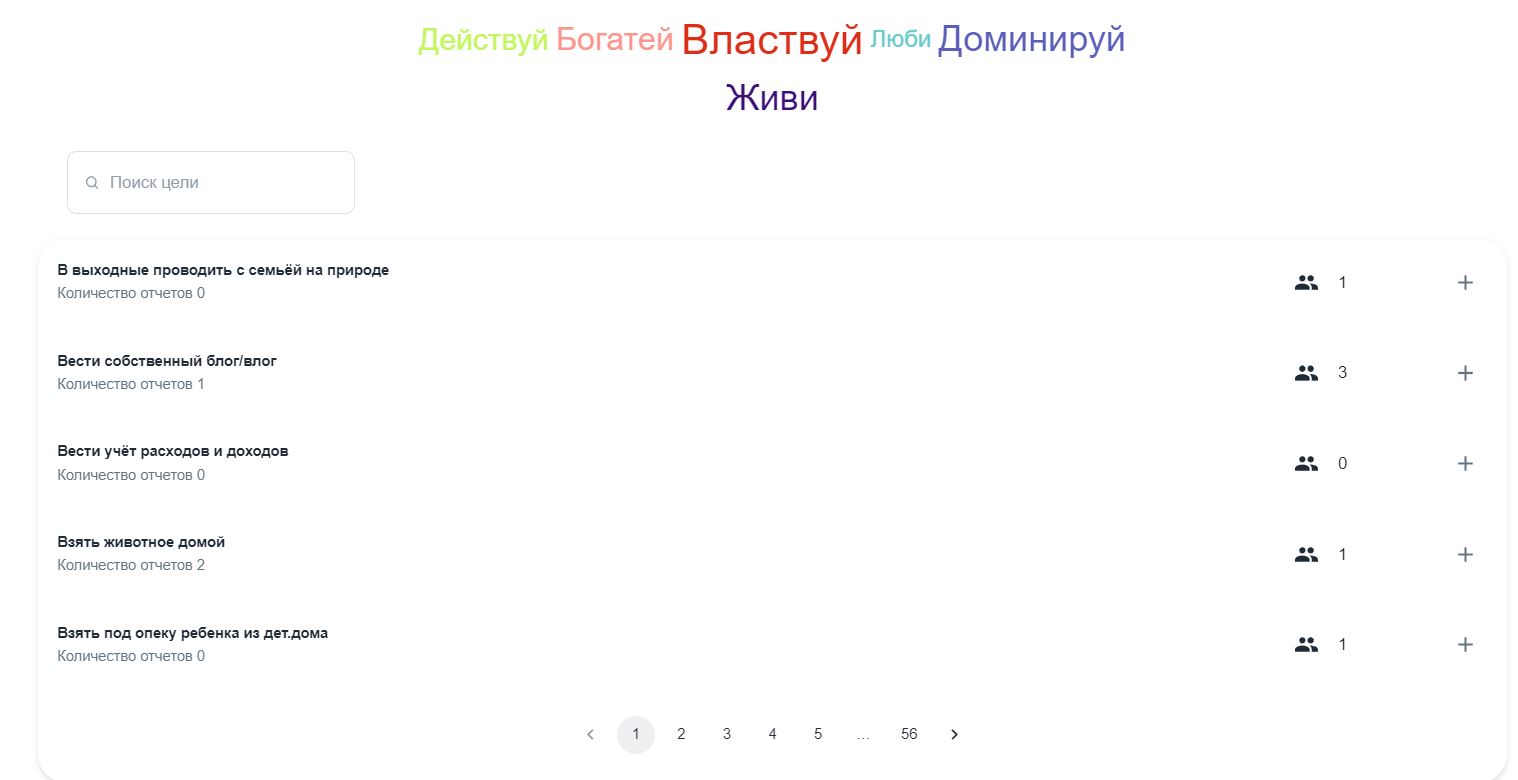 Действуй Богатей Властвуй Люби Доминируй
Живи
Поиск цели
В выходные проводить с семьёй на природе
Количество отчетов 0
1
Вести собственный блог/влог
Количество отчетов 1
3
Вести учёт расходов и доходов
Количество отчетов 0
0
Взять животное домой
Количество отчетов 2
1
Взять под опеку ребенка из дет.дома
Количество отчетов 0
1
1 2 3 4 5 ... 56